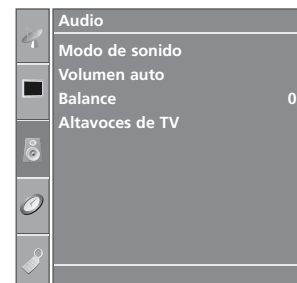 Audio
Modo de sonido
Volumen auto
Balance 0
Altavoces de TV